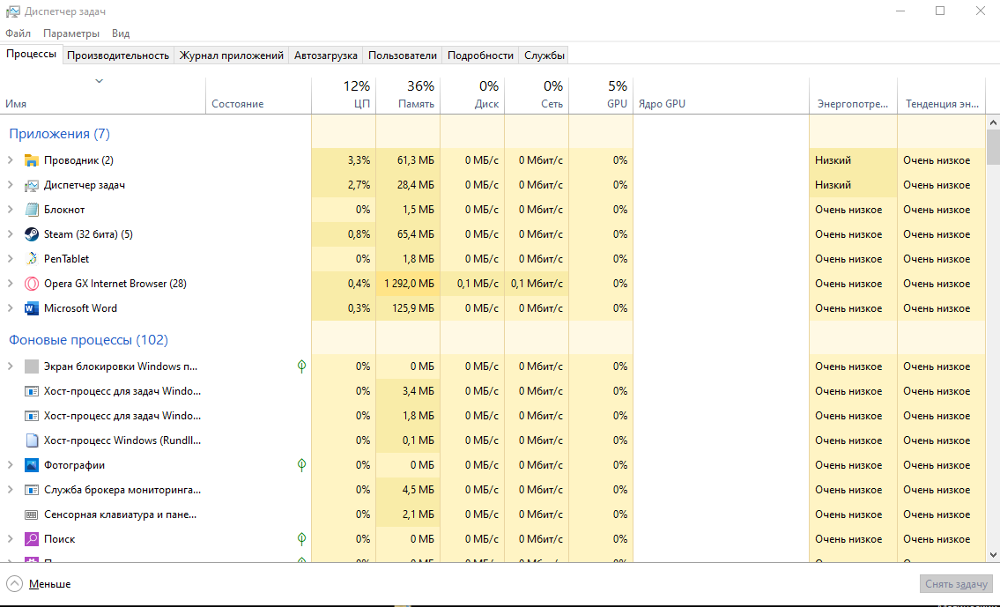 Диспетчер задач
Файл Параметры Вид
Процессы Производительность Журнал приложений Автозагрузка Пользователи Подробности Службы
12% 36% 0% 0% 5%
Имя Состояние ЦП Память Диск Сеть GPU Ядро GPU Энергопотре... Тенденция эн...
Приложения (7)
Проводник (2) 3,3% 61,3 МБ 0 МБ/с 0 Мбит/с 0% Низкий Очень низкое
Диспетчер задач 2,7% 28,4 МБ 0 МБ/с 0 Мбит/с 0% Низкий Очень низкое
Блокнот 0% 1,5 МБ 0 МБ/с 0 Мбит/с 0% Очень низкое Очень низкое
Steam (32 бита) (5) 0,8% 65,4 МБ 0 МБ/с 0 Мбит/с 0% Очень низкое Очень низкое
PenTablet 0% 1,8 МБ 0 МБ/с 0 Мбит/с 0% Очень низкое Очень низкое
Opera GX Internet Browser (28) 0,4% 1 292,0 МБ 0,1 МБ/с 0,1 Мбит/с 0% Очень низкое Очень низкое
Microsoft Word 0,3% 125,9 МБ 0 МБ/с 0 Мбит/с 0% Очень низкое Очень низкое
Фоновые процессы (102)
Экран блокировки Windows п... 0% 0 МБ 0 МБ/с 0 Мбит/с 0% Очень низкое Очень низкое
Хост-процесс для задач Windo... 0% 3,4 МБ 0 МБ/с 0 Мбит/с 0% Очень низкое Очень низкое
Хост-процесс для задач Windo... 0% 1,8 МБ 0 МБ/с 0 Мбит/с 0% Очень низкое Очень низкое
Хост-процесс Windows (Rundll... 0% 0,1 МБ 0 МБ/с 0 Мбит/с 0% Очень низкое Очень низкое
Фотографии 0% 0 МБ 0 МБ/с 0 Мбит/с 0% Очень низкое Очень низкое
Служба брокера мониторинга... 0% 4,5 МБ 0 МБ/с 0 Мбит/с 0% Очень низкое Очень низкое
Сенсорная клавиатура и пане... 0% 2,1 МБ 0 МБ/с 0 Мбит/с 0% Очень низкое Очень низкое
Поиск 0% 0 МБ 0 МБ/с 0 Мбит/с 0% Очень низкое Очень низкое
Меньше Снять задачу